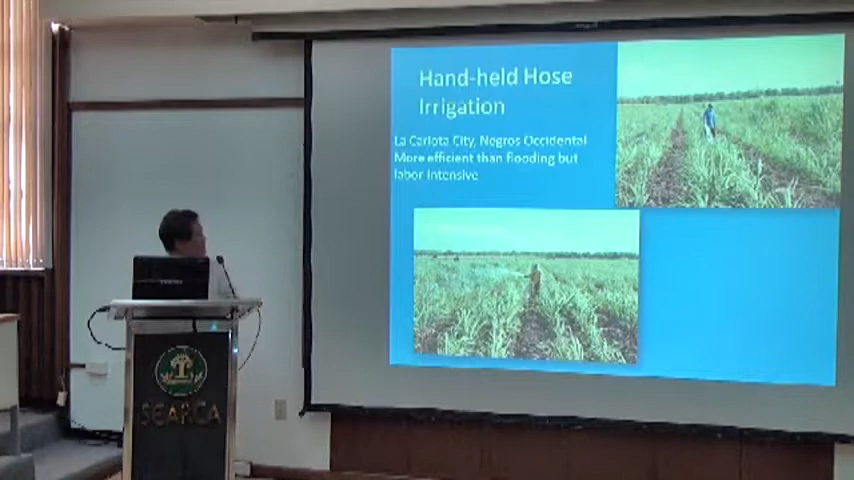 Hand-held Hose
Irrigation
La Carlota City, Negros Occidental
More efficient than flooding but
labor intensive
SEARCA